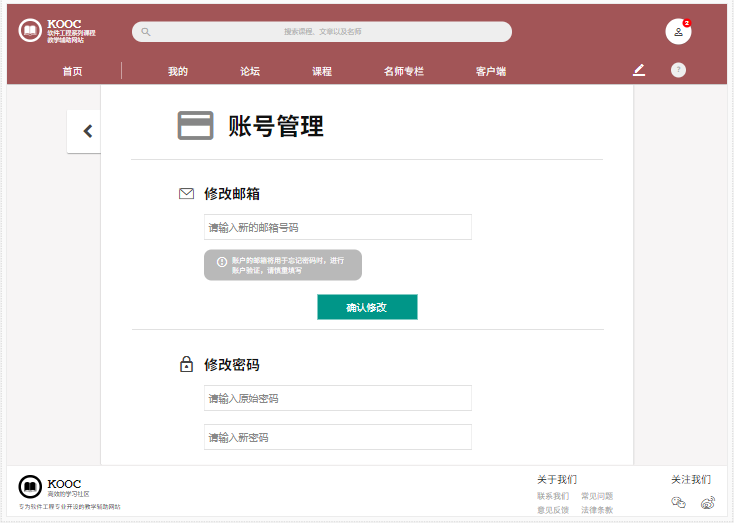 KOOC
软件工程系列课程
教学辅助网站
搜索课程、文章以及名师
2
首页
我的
论坛
课程
名师专栏
客户端
?
账号管理
修改邮箱
请输入新的邮箱号码
账户的邮箱将用于忘记密码时，进行
账户验证，请慎重填写
确认修改
修改密码
请输入原始密码
请输入新密码
KOOC
高效的学习社区
专为软件工程专业开设的教学辅助网站
关于我们
联系我们
常见问题
意见反馈
法律条款
关注我们